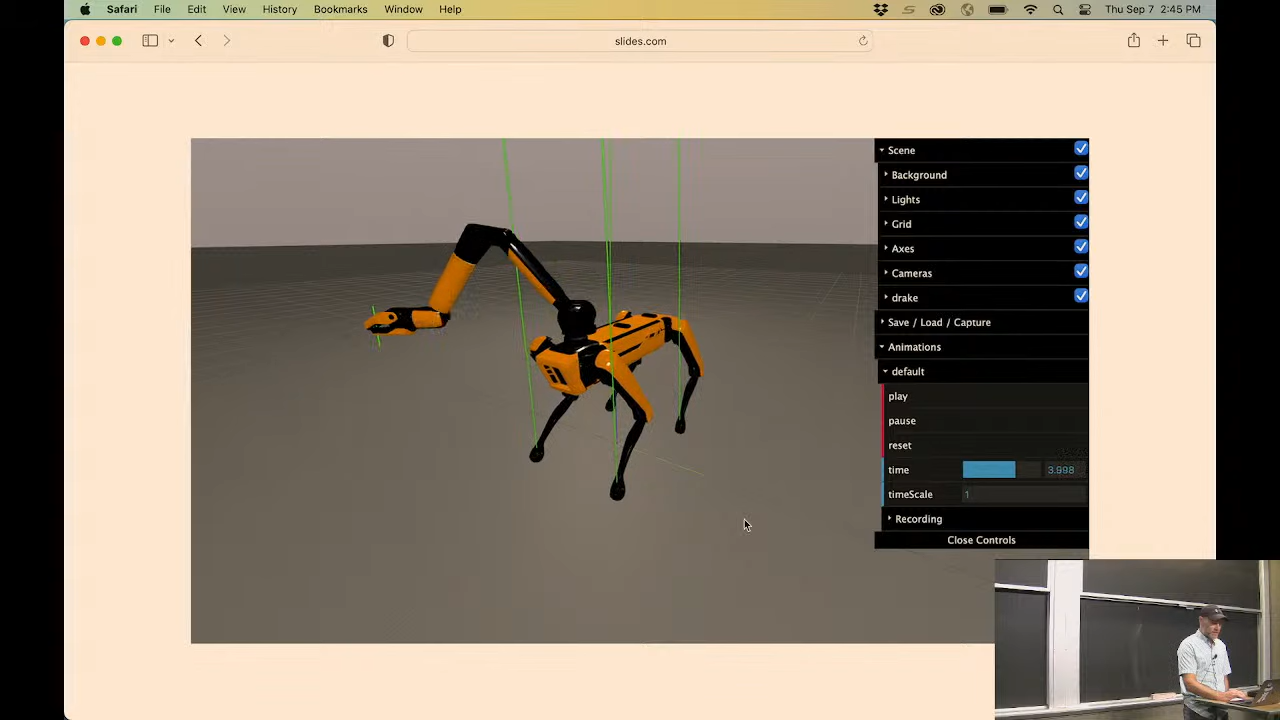 Safari File Edit View History Bookmarks Window Help Thu Sep 7 2:45 PM
slides.com
Scene
Background
Lights
Grid
Axes
Cameras
drake
Save / Load / Capture
Animations
default
play
pause
reset
time 3.998
timeScale 1
Recording
Close Controls